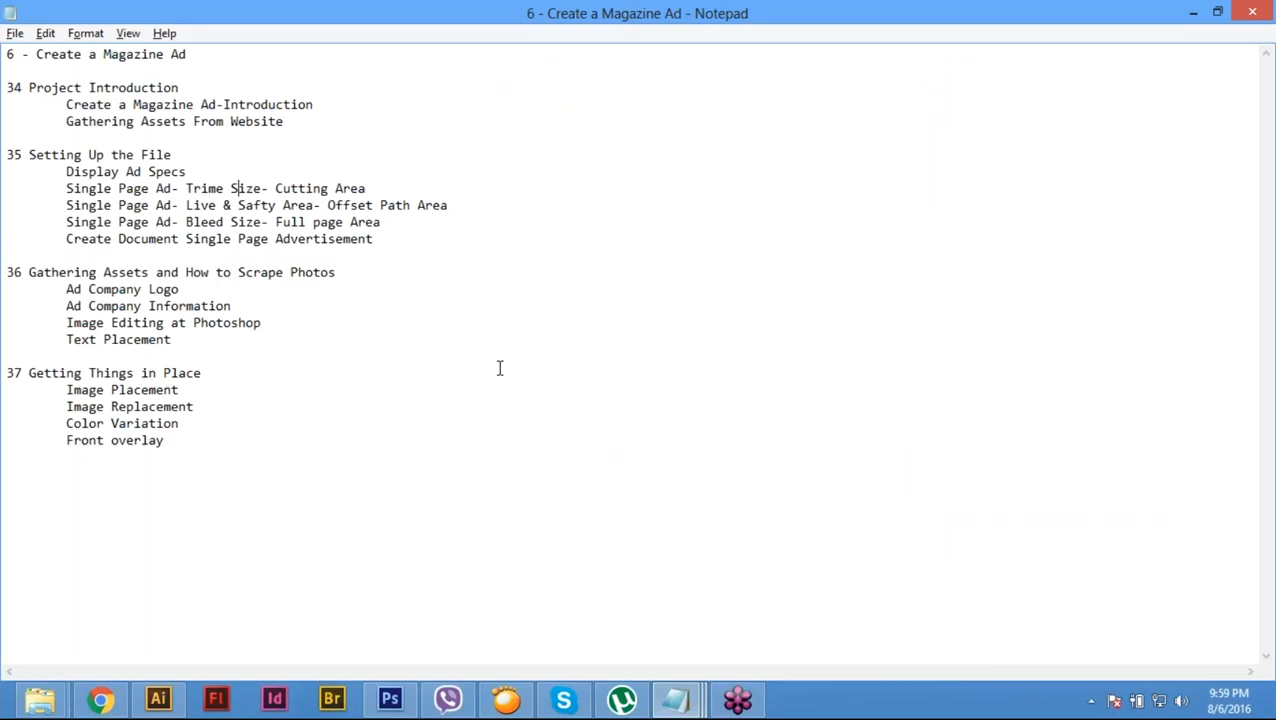 6 - Create a Magazine Ad - Notepad
File Edit Format View Help
6 - Create a Magazine Ad
34 Project Introduction
Create a Magazine Ad-Introduction
Gathering Assets From Website
35 Setting Up the File
Display Ad Specs
Single Page Ad- Trime Size- Cutting Area
Single Page Ad- Live & Safty Area- Offset Path Area
Single Page Ad- Bleed Size- Full page Area
Create Document Single Page Advertisement
36 Gathering Assets and How to Scrape Photos
Ad Company Logo
Ad Company Information
Image Editing at Photoshop
Text Placement
37 Getting Things in Place
Image Placement
Image Replacement
Color Variation
Front overlay
Ai Fl Id Br Ps S µ
9:59 PM
8/6/2016